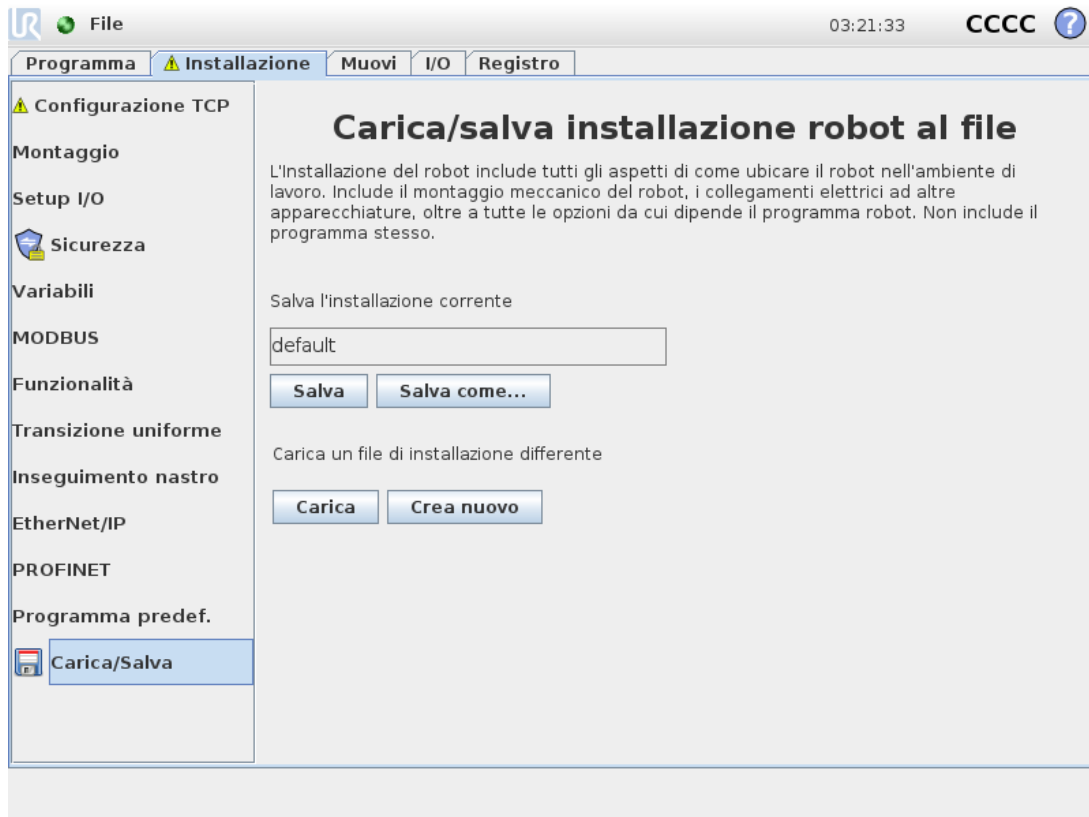 UR File 03:21:33 CCCC ?
Programma Installazione Muovi I/O Registro
Configurazione TCP
Montaggio
Setup I/O
Sicurezza
Variabili
MODBUS
Funzionalità
Transizione uniforme
Inseguimento nastro
EtherNet/IP
PROFINET
Programma predef.
Carica/Salva
Carica/salva installazione robot al file
L'Installazione del robot include tutti gli aspetti di come ubicare il robot nell'ambiente di
lavoro. Include il montaggio meccanico del robot, i collegamenti elettrici ad altre
apparecchiature, oltre a tutte le opzioni da cui dipende il programma robot. Non include il
programma stesso.
Salva l'installazione corrente
default
Salva Salva come...
Carica un file di installazione differente
Carica Crea nuovo